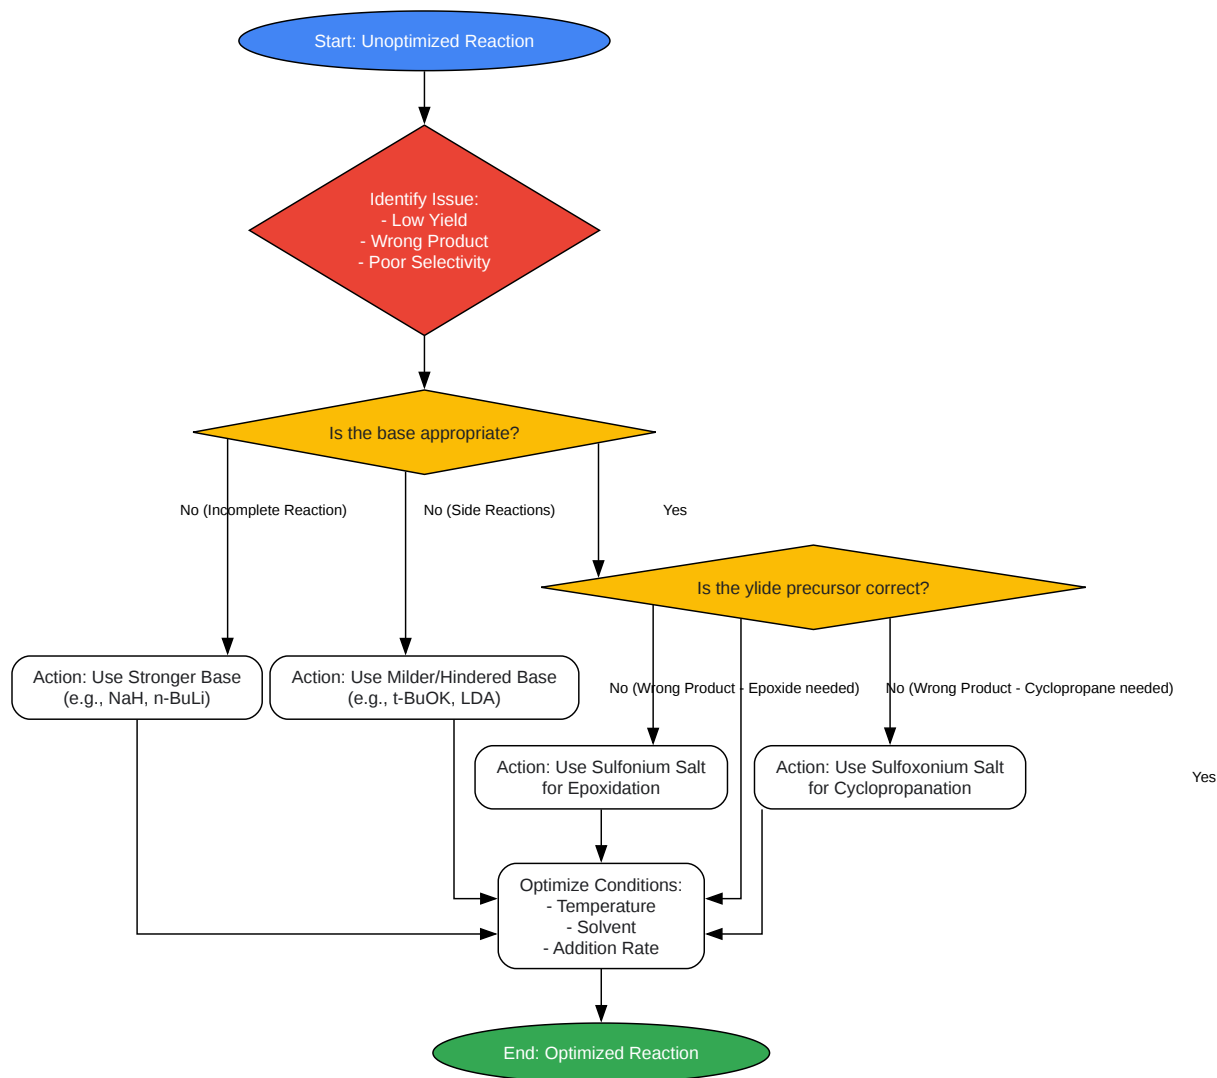 Start: Unoptimized Reaction
Identify Issue:
- Low Yield
- Wrong Product
- Poor Selectivity
Is the base appropriate?
No (Incomplete Reaction)
No (Side Reactions)
Yes
Is the ylide precursor correct?
Action: Use Stronger Base
(e.g., NaH, n-BuLi)
Action: Use Milder/Hindered Base
(e.g., t-BuOK, LDA)
No (Wrong Product - Epoxide needed)
No (Wrong Product - Cyclopropane needed)
Action: Use Sulfonium Salt
for Epoxidation
Action: Use Sulfoxonium Salt
for Cyclopropanation
Yes
Optimize Conditions:
- Temperature
- Solvent
- Addition Rate
End: Optimized Reaction